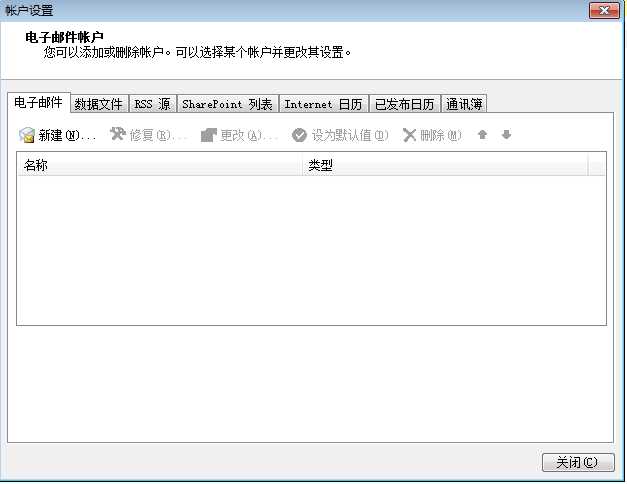 帐户设置
电子邮件帐户
您可以添加或删除帐户。可以选择某个帐户并更改其设置。
电子邮件 数据文件 RSS 源 SharePoint 列表 Internet 日历 已发布日历 通讯簿
新建(N)... 修复(R)... 更改(A)... 设为默认值(D) 删除(M)
名称 类型
关闭(C)